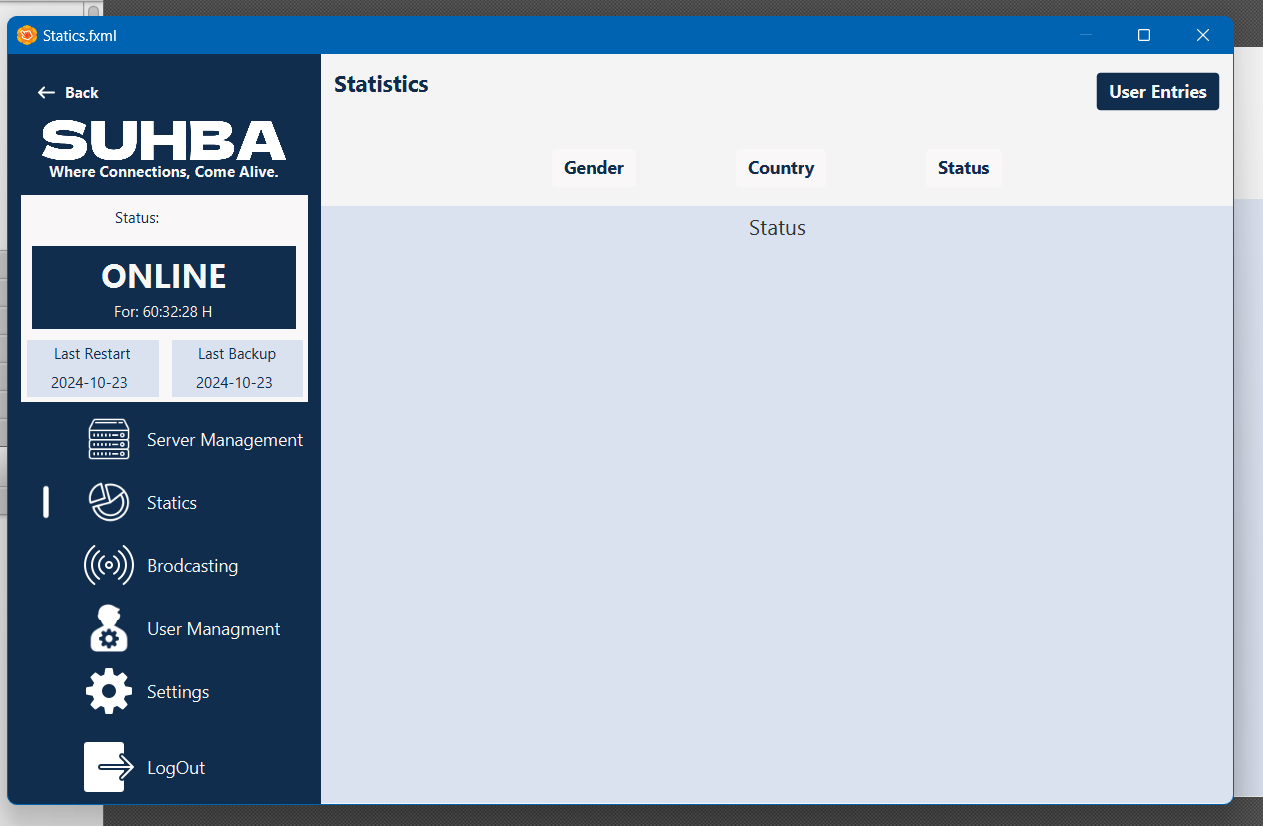 Statics.fxml
Back
SUHBA
Where Connections, Come Alive.
Status:
ONLINE
For: 60:32:28 H
Last Restart
2024-10-23
Last Backup
2024-10-23
Server Management
Statics
Brodcasting
User Managment
Settings
LogOut
Statistics
User Entries
Gender
Country
Status
Status